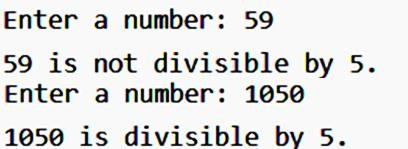 Enter a number: 59
59 is not divisible by 5.
Enter a number: 1050
1050 is divisible by 5.